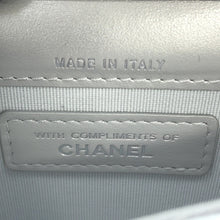 MADE IN ITALY
WITH COMPLIMENTS OF
CHANEL